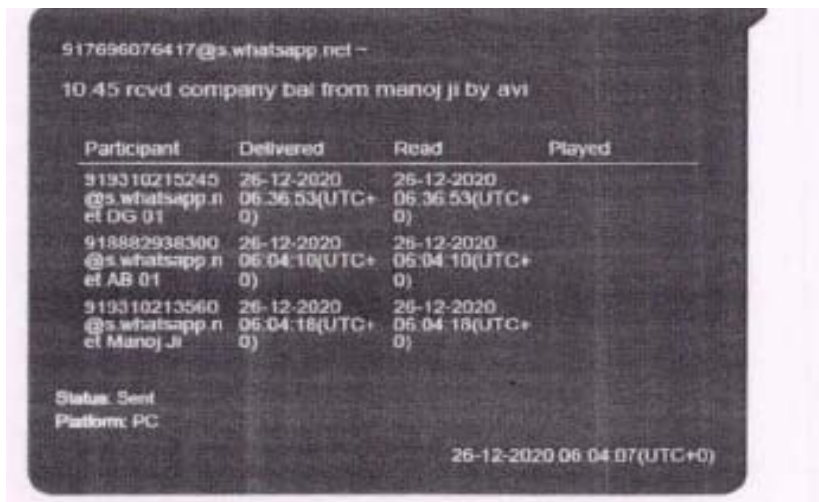 917696076417@s.whatsapp.net ~
10.45 rcvd company bal from manoj ji by avi
Participant Delivered Read Played
919310215245 26-12-2020 26-12-2020
@s.whatsapp.n 06:36:53(UTC+ 06:36:53(UTC+
et DG 01 0) 0)
918882938300 26-12-2020 26-12-2020
@s.whatsapp.n 06:04:10(UTC+ 06:04:10(UTC+
et AB 01 0) 0)
919310213560 26-12-2020 26-12-2020
@s.whatsapp.n 06:04:18(UTC+ 06:04:18(UTC+
et Manoj Ji 0) 0)
Status: Sent
Platform: PC
26-12-2020 06:04:07(UTC+0)